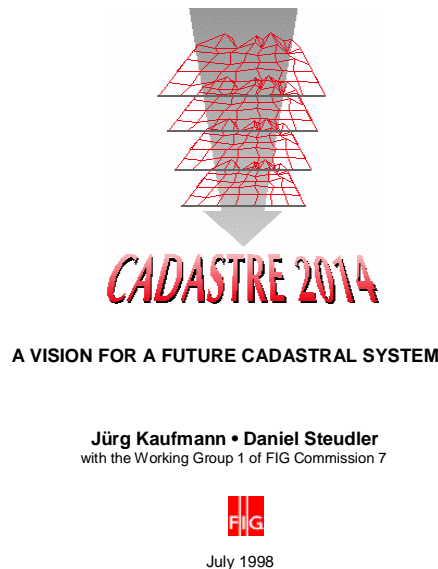 CADASTRE 2014
A VISION FOR A FUTURE CADASTRAL SYSTEM
Jürg Kaufmann • Daniel Steudler
with the Working Group 1 of FIG Commission 7
FIG
July 1998